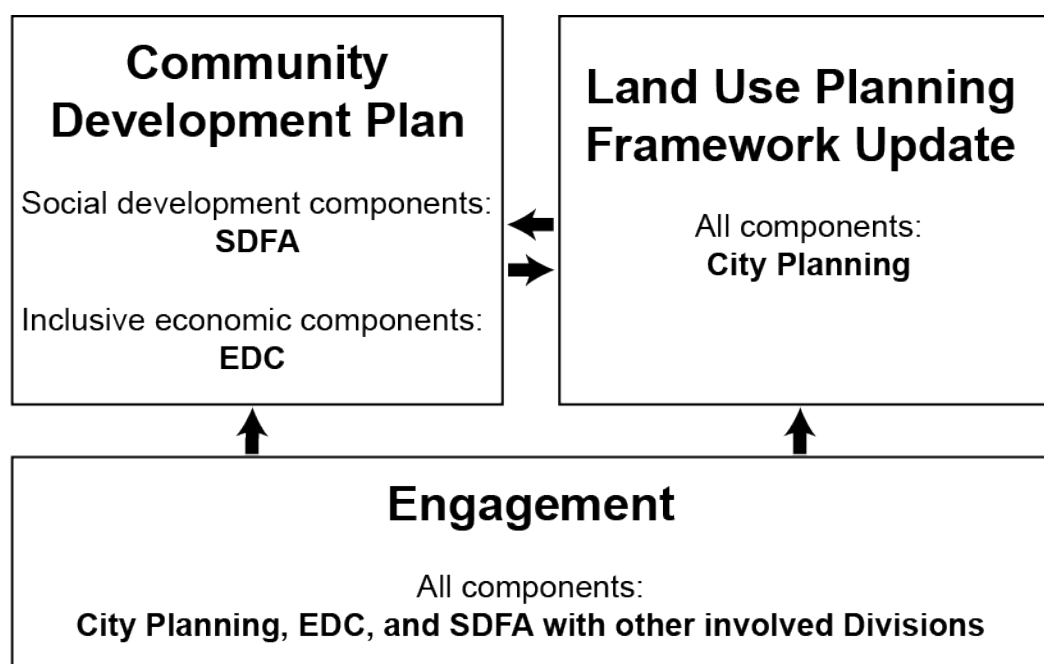 Community
Development Plan
Social development components:
SDFA
Inclusive economic components:
EDC
Land Use Planning
Framework Update
All components:
City Planning
Engagement
All components:
City Planning, EDC, and SDFA with other involved Divisions